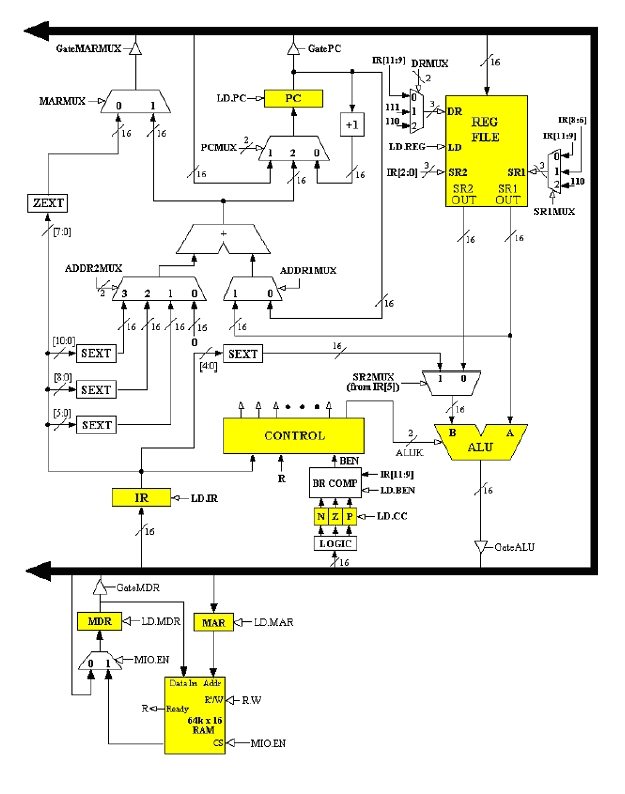 GateMARMUX
GatePC
IR[11:9]
DRMUX
2
16
MARMUX
0 1
LD.PC
PC
+1
0
111
1
110
2
3
DR
REG
FILE
IR[8:6]
IR[11:9]
16
16
PCMUX
2
1 2 0
LD.REG
LD
IR[2:0]
3
SR2
SR1
3
0
1
2
110
16
16
16
ZEXT
SR2
OUT
SR1
OUT
SR1MUX
[7:0]
+
16
16
ADDR2MUX
2
3 2 1 0
1 0
ADDR1MUX
16
16
16
16
16
16
0
[10:0]
SEXT
[4:0]
SEXT
16
[8:0]
SEXT
SR2MUX
(from IR[5])
1 0
[5:0]
SEXT
16
CONTROL
2
ALUK
B
A
ALU
R
BEN
IR[11:9]
BR COMP
LD.BEN
IR
LD.IR
N Z P
LD.CC
16
16
LOGIC
16
GateALU
GateMDR
MDR
LD.MDR
MAR
LD.MAR
0 1
MIO.EN
Data In
Addr
R'/W
R.W
R
Ready
64k x 16
RAM
CS
MIO.EN